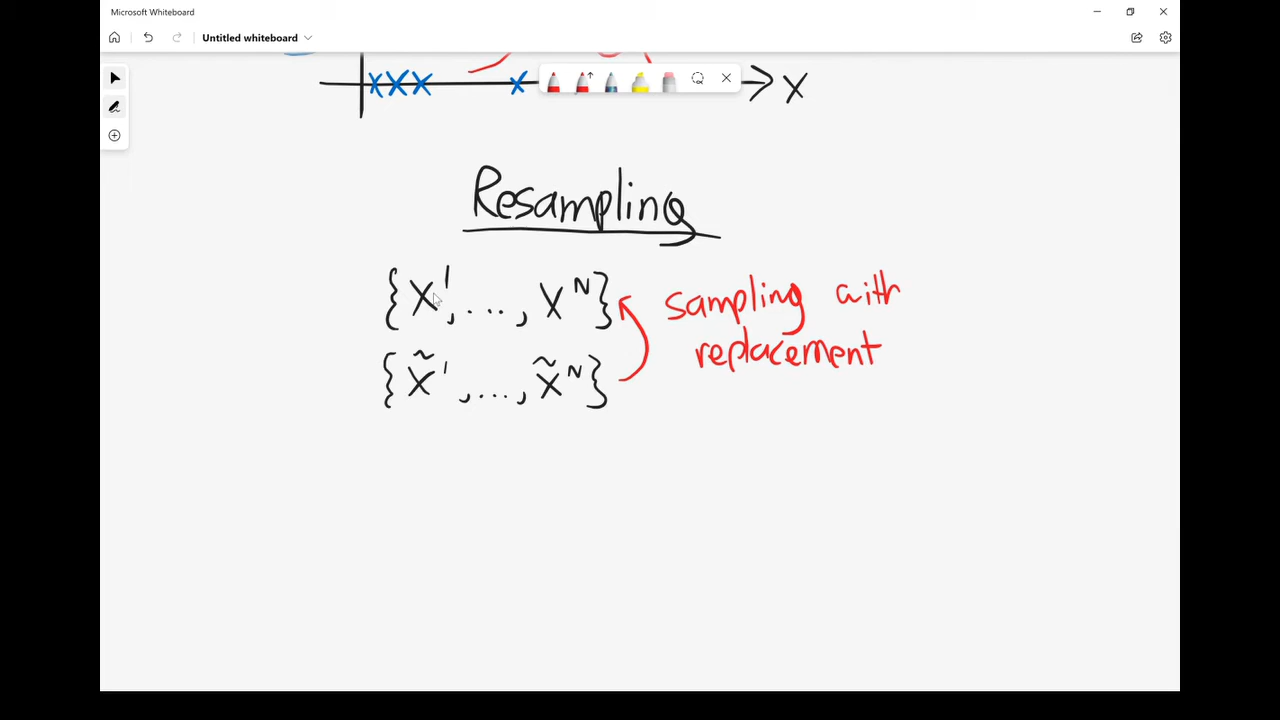 Microsoft Whiteboard
Untitled whiteboard
X X X X X
Resampling
{X¹, ..., Xᴺ} sampling with
{X̃¹, ..., X̃ᴺ} replacement